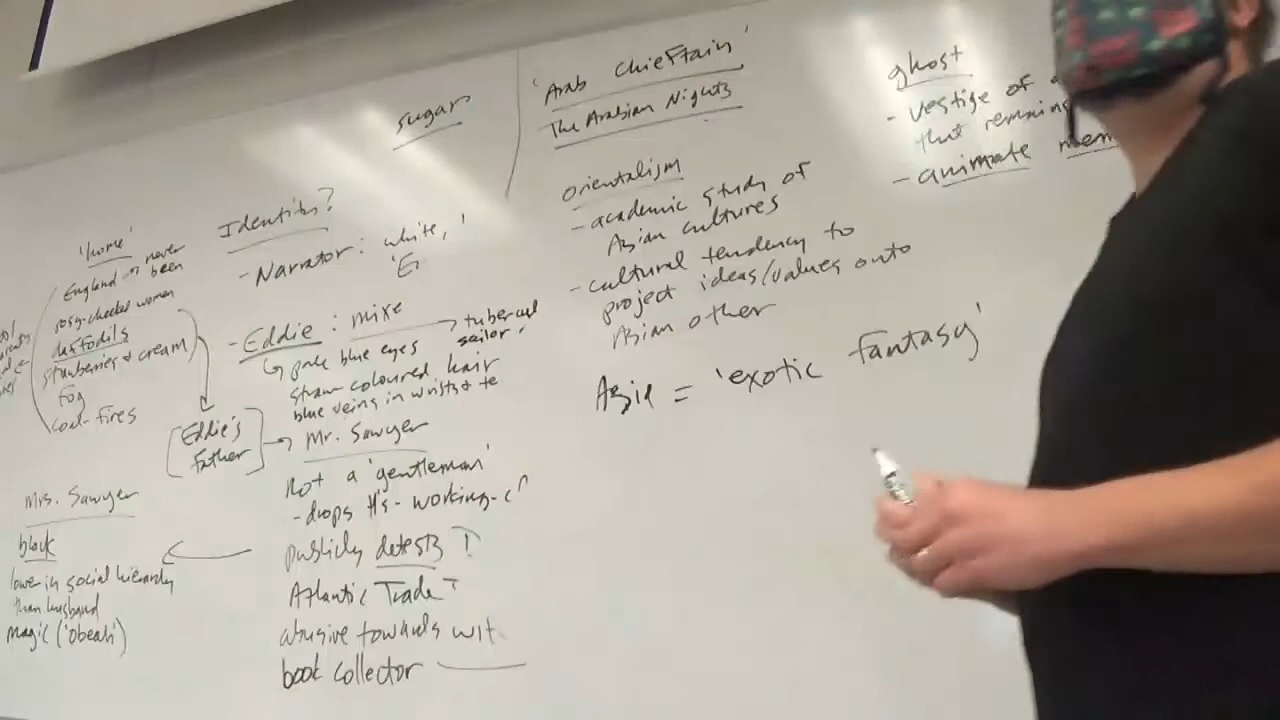 sugar
'Arab Chieftain'
The Arabian Nights
orientalism
- academic study of
Asian cultures
- cultural tendency to
project ideas/values onto
Asian other
Asia = 'exotic fantasy'
ghost
- vestige of
that remains
- animate mem
Identity?
- Narrator: 'white,'
'home'
England → never
been
rosy-cheeked women
daffodils
strawberries + cream
fog
coal-fires
- Eddie : mixe
pale blue eyes
→ tubercul
sailor
straw coloured hair
blue veins in wrists + te
[Eddie's
father] → Mr. Sawyer
not a 'gentleman'
- drops H's - working-cl
publicly detests
Atlantic Trade
abusive towards wif
book collector
Mrs. Sawyer
black
lower in social hierarchy
than husband
magic ('obeah')